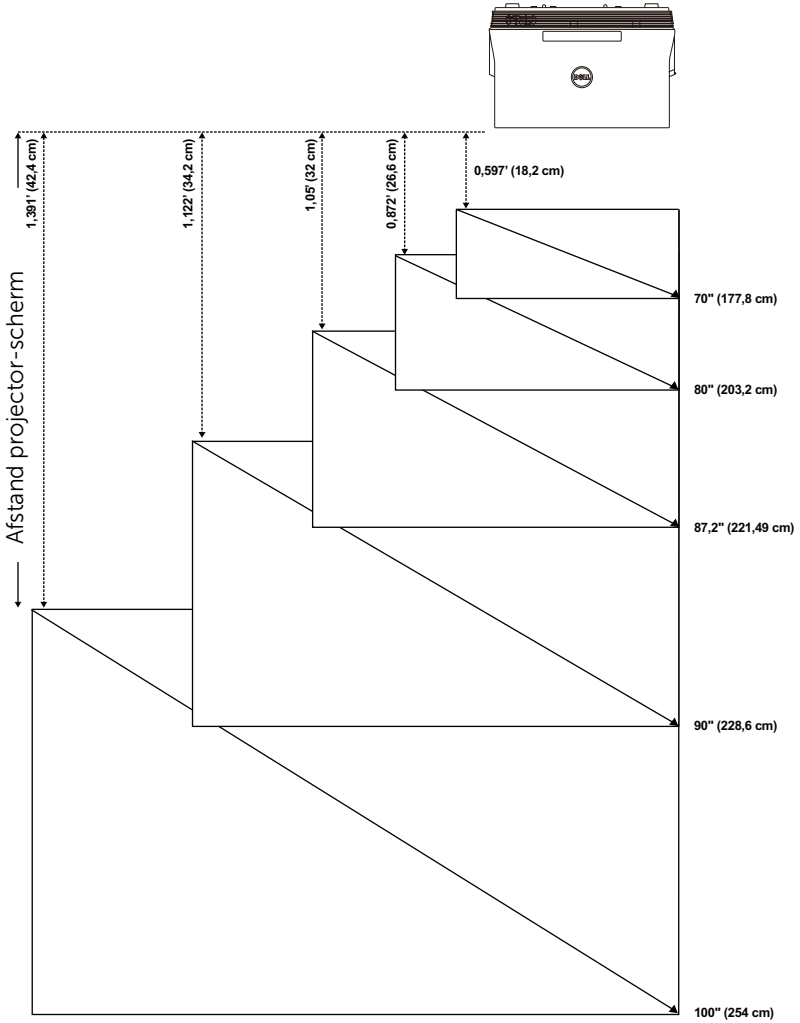 DELL
1,391' (42,4 cm)
1,122' (34,2 cm)
1,05' (32 cm)
0,872' (26,6 cm)
0,597' (18,2 cm)
Afstand projector-scherm
70" (177,8 cm)
80" (203,2 cm)
87,2" (221,49 cm)
90" (228,6 cm)
100" (254 cm)